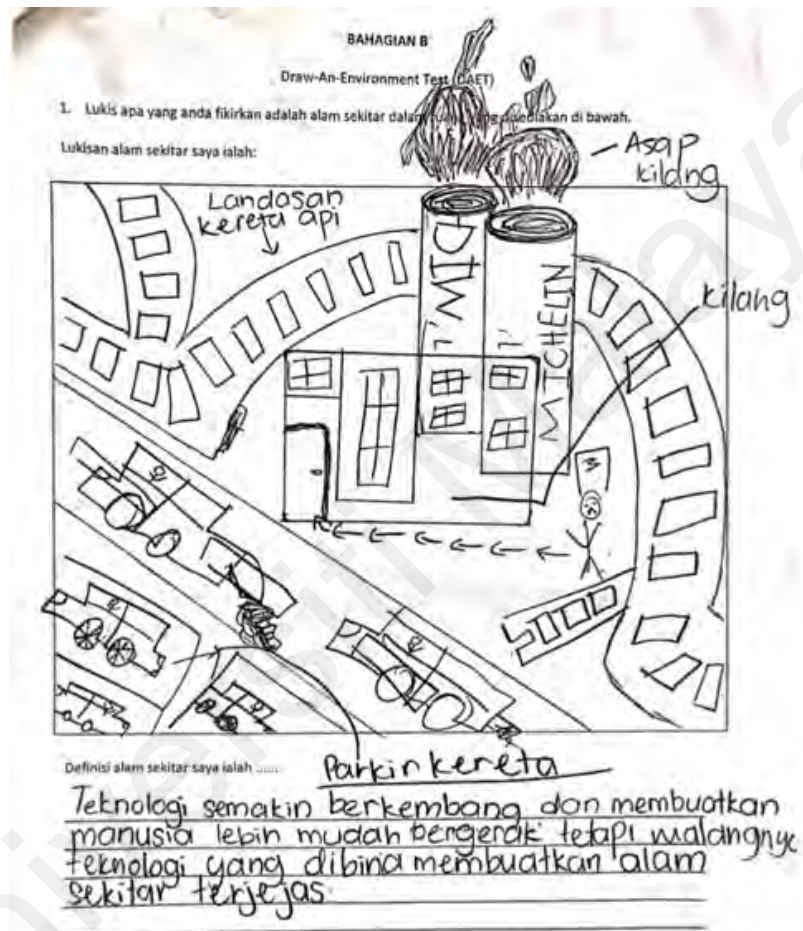 BAHAGIAN B
Draw-An-Environment Test (DAET)
1. Lukis apa yang anda fikirkan adalah alam sekitar dalam ruang yang disediakan di bawah.
Lukisan alam sekitar saya ialah:
Asap
kilang
Landasan
kereta api
MICHELIN
kilang
M
Definisi alam sekitar saya ialah ......
Parkir kereta
Teknologi semakin berkembang dan membuatkan
manusia lebih mudah bergerak tetapi malangnye
teknologi yang dibina membuatkan alam
sekitar terjejas